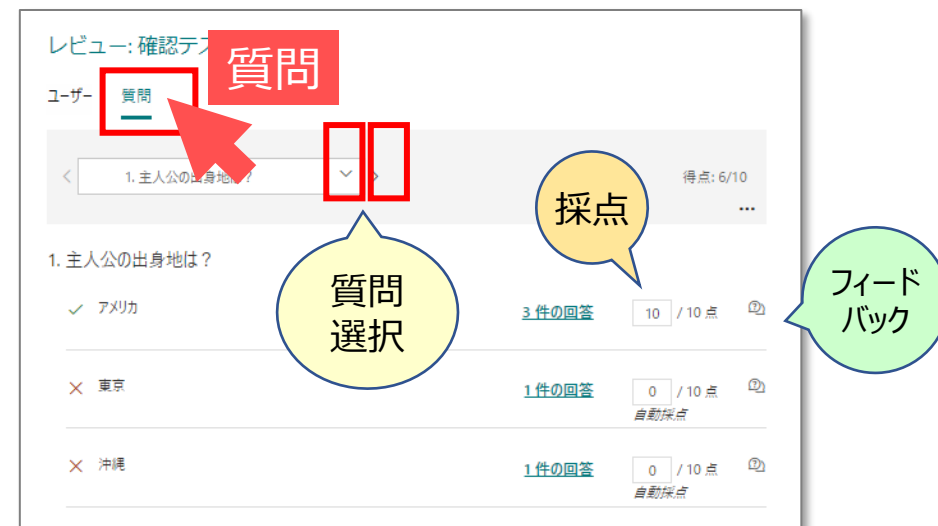 レビュー: 確認テス
質問
ユーザー 質問
1. 主人公の出身地は？
得点: 6/10
...
採点
質問
選択
フィード
バック
1. 主人公の出身地は？
アメリカ 3 件の回答 10 / 10 点
東京 1 件の回答 0 / 10 点
自動採点
沖縄 1 件の回答 0 / 10 点
自動採点